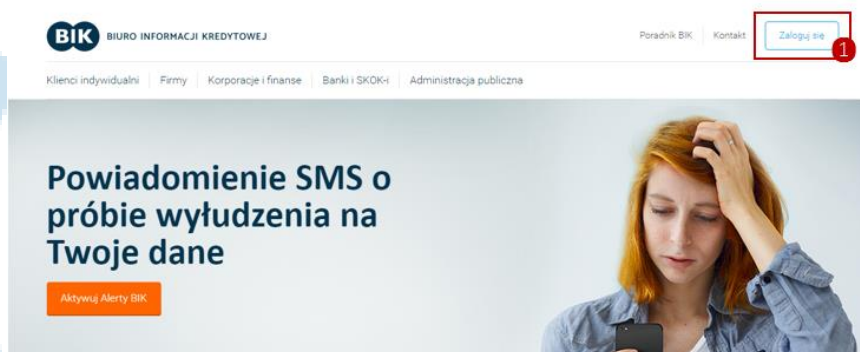 BIK BIURO INFORMACJI KREDYTOWEJ
Poradnik BIK Kontakt Zaloguj się
1
Klienci indywidualni Firmy Korporacje i finanse Banki i SKOK-i Administracja publiczna
Powiadomienie SMS o
próbie wyłudzenia na
Twoje dane
Aktywuj Alerty BIK